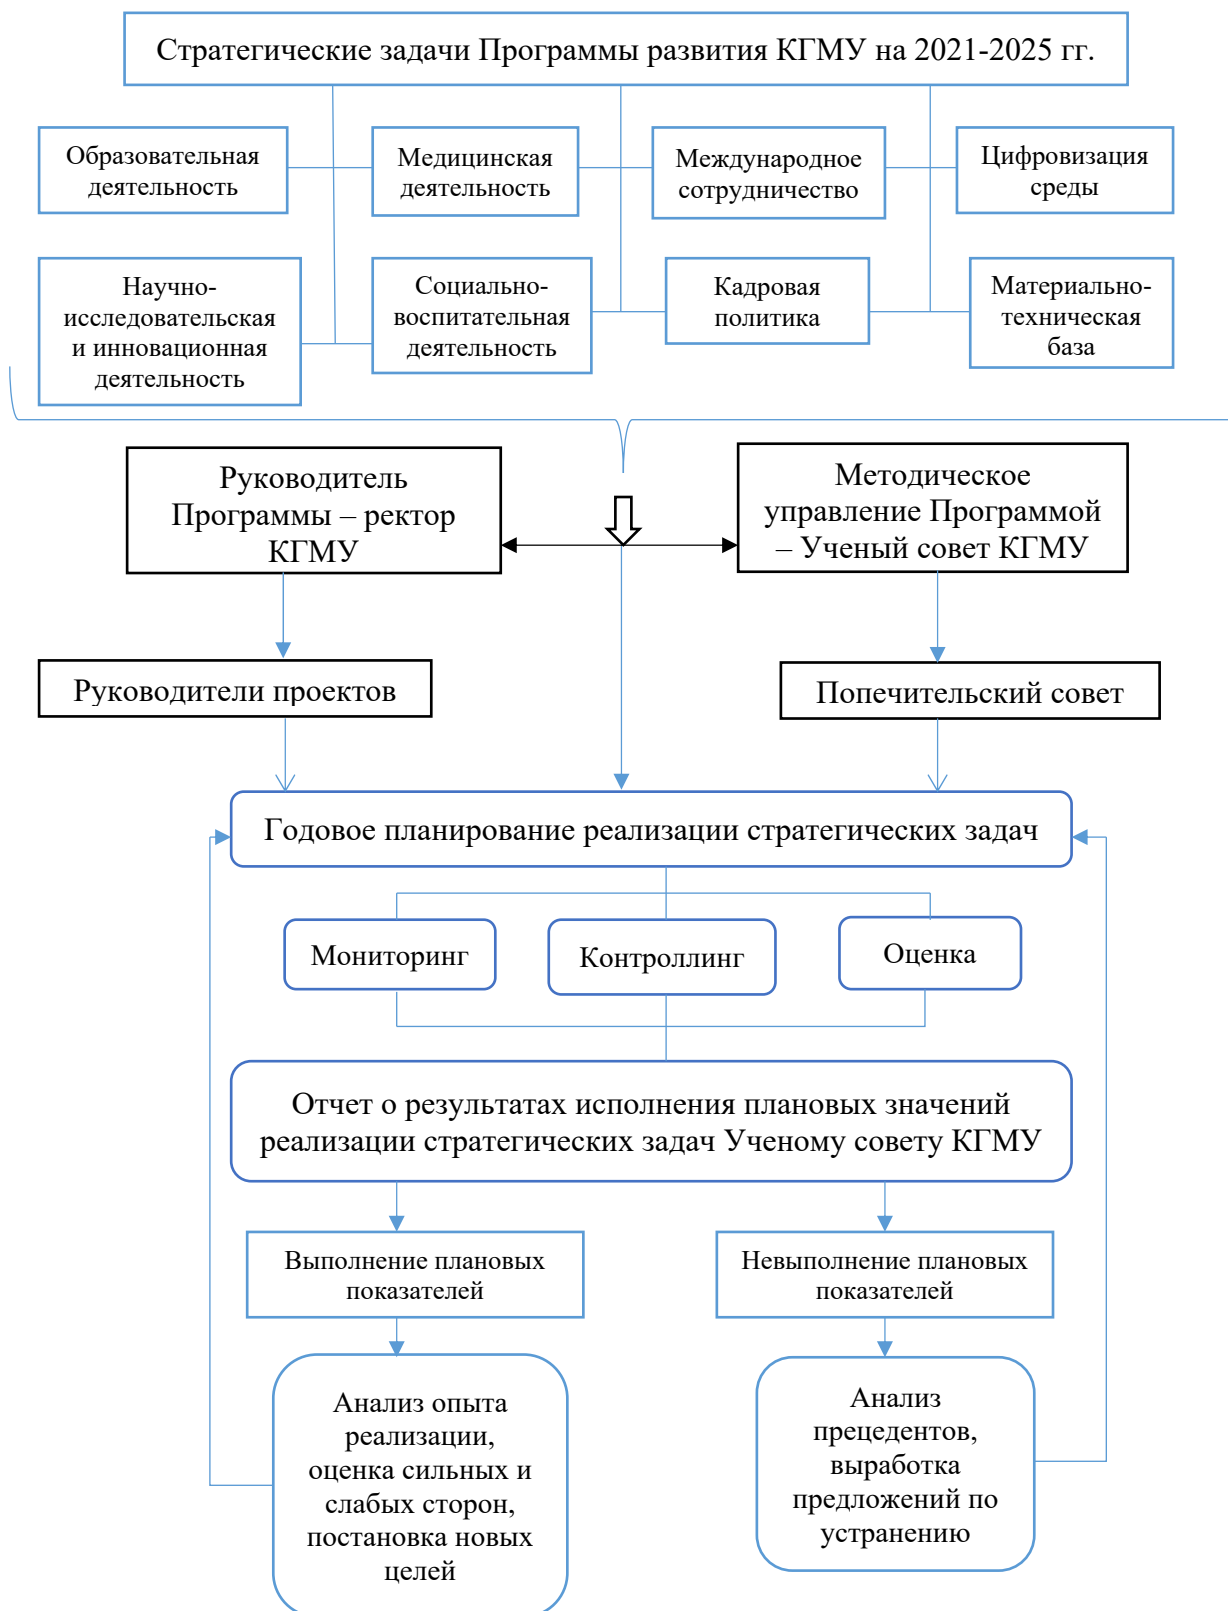 Стратегические задачи Программы развития КГМУ на 2021-2025 гг.
Образовательная
деятельность
Медицинская
деятельность
Международное
сотрудничество
Цифровизация
среды
Научно-
исследовательская
и инновационная
деятельность
Социально-
воспитательная
деятельность
Кадровая
политика
Материально-
техническая
база
Руководитель
Программы – ректор
КГМУ
Методическое
управление Программой
– Ученый совет КГМУ
Руководители проектов
Попечительский совет
Годовое планирование реализации стратегических задач
Мониторинг
Контроллинг
Оценка
Отчет о результатах исполнения плановых значений
реализации стратегических задач Ученому совету КГМУ
Выполнение плановых
показателей
Невыполнение плановых
показателей
Анализ опыта
реализации,
оценка сильных и
слабых сторон,
постановка новых
целей
Анализ
прецедентов,
выработка
предложений по
устранению